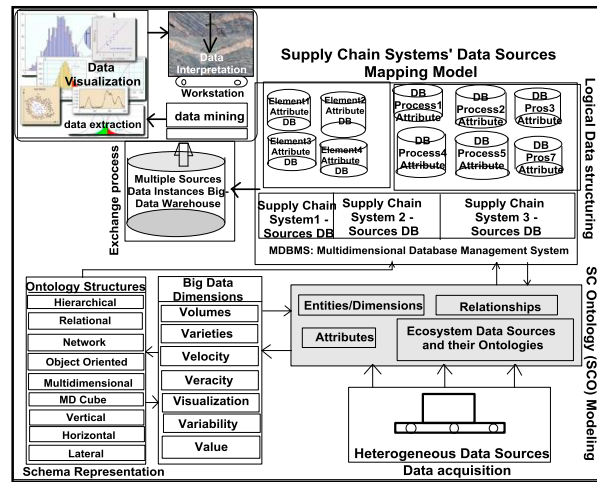 Data
Visualization
data extraction
Data
Interpretation
Workstation
data mining
Supply Chain Systems' Data Sources
Mapping Model
Element1
Attribute
DB
Element2
Attribute
DB
Element3
Attribute
DB
Element4
Attribute
DB
DB
Process1
Attribute
DB
Process2
Attribute
DB
Pros3
Attribute
DB
Process4
Attribute
DB
Process5
Attribute
DB
Pros7
Attribute
Logical Data structuring
Exchange process
Multiple Sources
Data Instances Big-
Data Warehouse
Supply Chain
System1 -
Sources DB
Supply Chain
System 2 -
Sources DB
Supply Chain
System 3 -
Sources DB
MDBMS: Multidimensional Database Management System
Ontology Structures
Hierarchical
Relational
Network
Object Oriented
Multidimensional
MD Cube
Vertical
Horizontal
Lateral
Schema Representation
Big Data
Dimensions
Volumes
Varieties
Velocity
Veracity
Visualization
Variability
Value
Entities/Dimensions
Relationships
Attributes
Ecosystem Data Sources
and their Ontologies
SC Ontology (SCO) Modeling
Heterogeneous Data Sources
Data acquisition